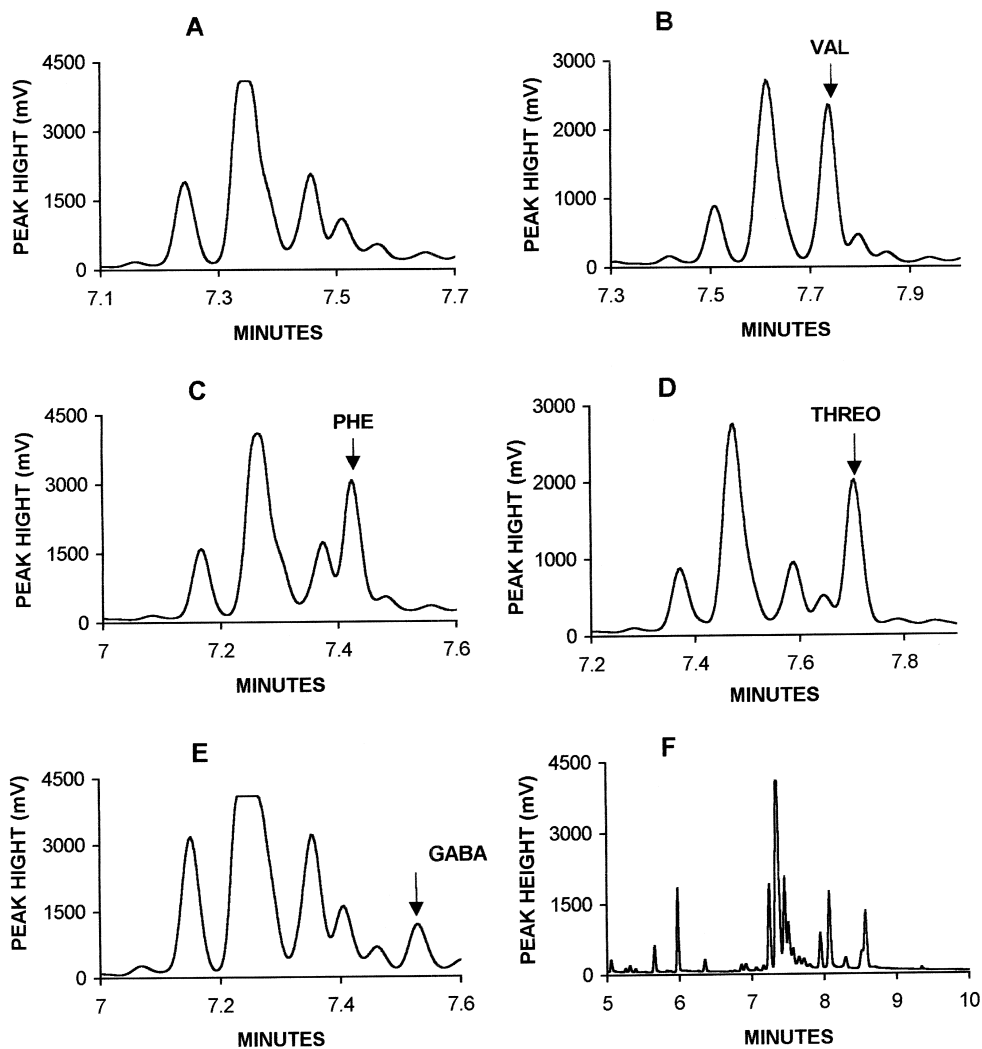 A
PEAK HIGHT (mV)
4500
3000
1500
0
7.1 7.3 7.5 7.7
MINUTES
B
VAL
PEAK HIGHT (mV)
3000
2000
1000
0
7.3 7.5 7.7 7.9
MINUTES
C
PHE
PEAK HIGHT (mV)
4500
3000
1500
0
7 7.2 7.4 7.6
MINUTES
D
THREO
PEAK HIGHT (mV)
3000
2000
1000
0
7.2 7.4 7.6 7.8
MINUTES
E
GABA
PEAK HIGHT (mV)
4500
3000
1500
0
7 7.2 7.4 7.6
MINUTES
F
PEAK HEIGHT (mV)
4500
3000
1500
0
5 6 7 8 9 10
MINUTES